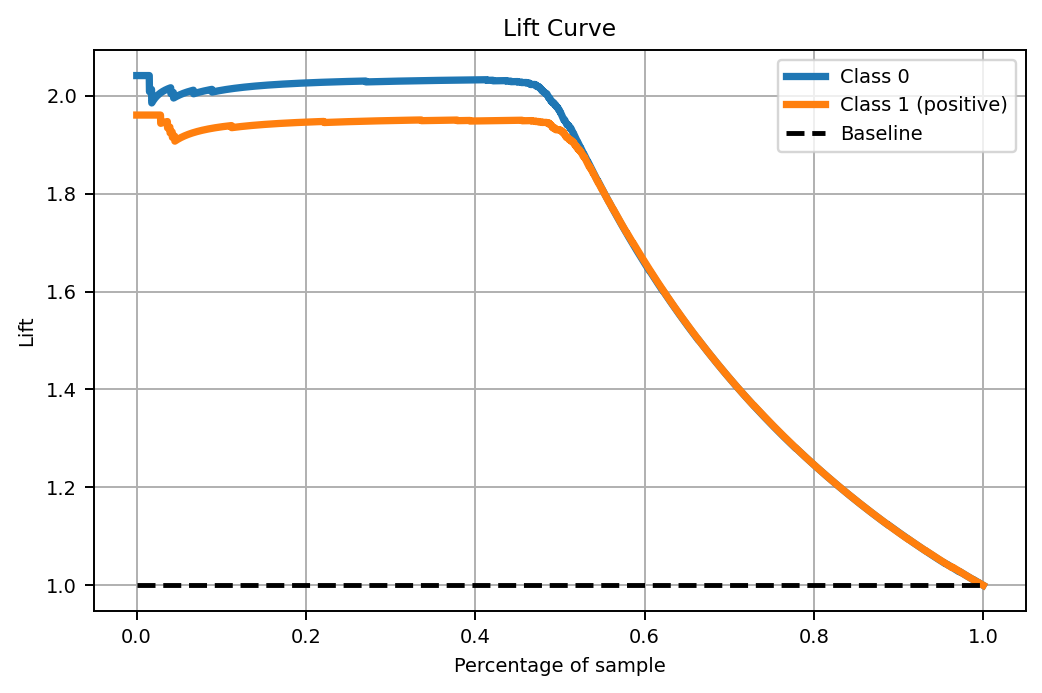 Lift Curve
Lift
2.0
1.8
1.6
1.4
1.2
1.0
Class 0
Class 1 (positive)
Baseline
0.0 0.2 0.4 0.6 0.8 1.0
Percentage of sample